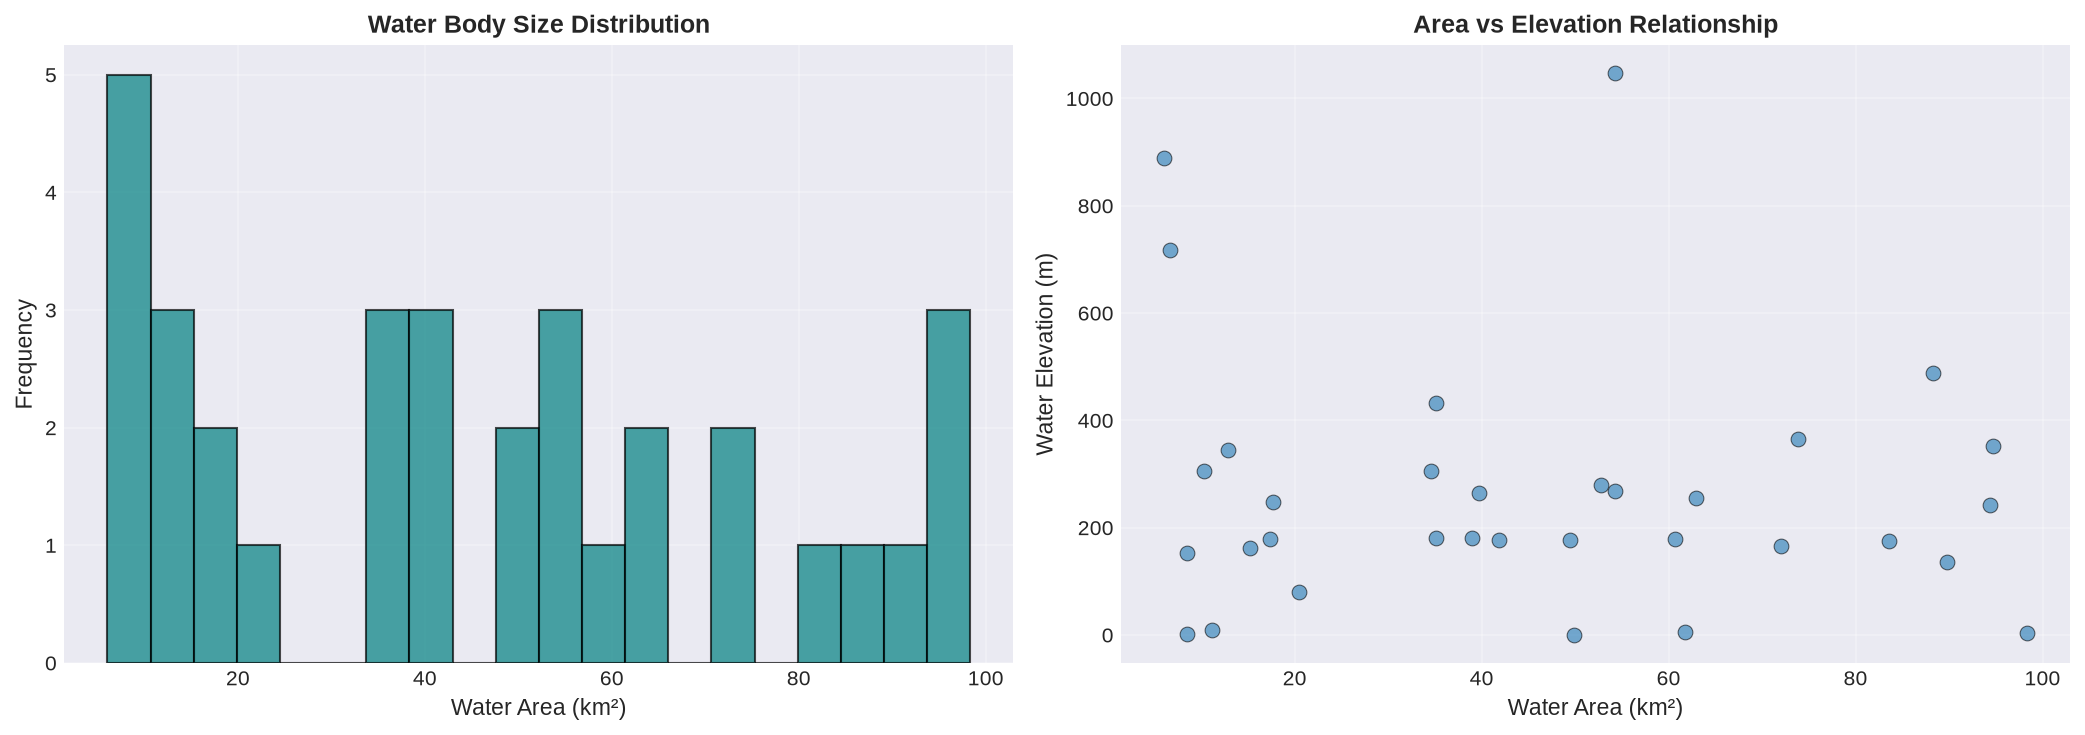 Water Body Size Distribution
5
4
3
2
1
0
Frequency
20 40 60 80 100
Water Area (km²)
Area vs Elevation Relationship
1000
800
600
400
200
0
Water Elevation (m)
20 40 60 80 100
Water Area (km²)